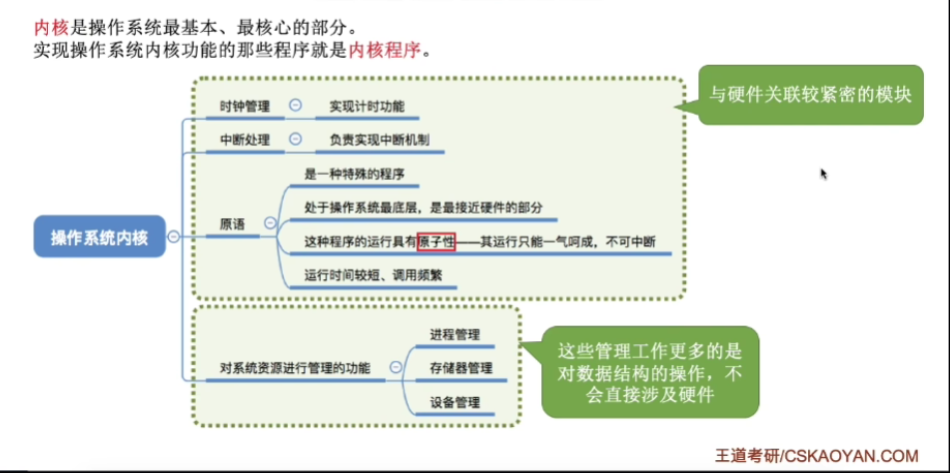 内核是操作系统最基本、最核心的部分。
实现操作系统内核功能的那些程序就是内核程序。
与硬件关联较紧密的模块
时钟管理
实现计时功能
中断处理
负责实现中断机制
是一种特殊的程序
处于操作系统最底层，是最接近硬件的部分
原语
这种程序的运行具有原子性——其运行只能一气呵成，不可中断
运行时间较短、调用频繁
操作系统内核
进程管理
对系统资源进行管理的功能
存储器管理
设备管理
这些管理工作更多的是
对数据结构的操作，不
会直接涉及硬件
王道考研/CSKAOYAN.COM